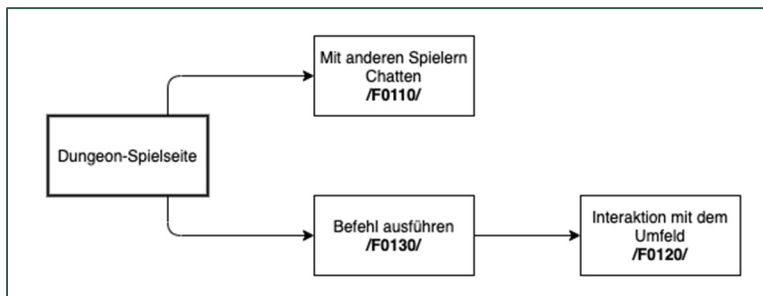 Mit anderen Spielern
Chatten
/F0110/
Dungeon-Spielseite
Befehl ausführen
/F0130/
Interaktion mit dem
Umfeld
/F0120/